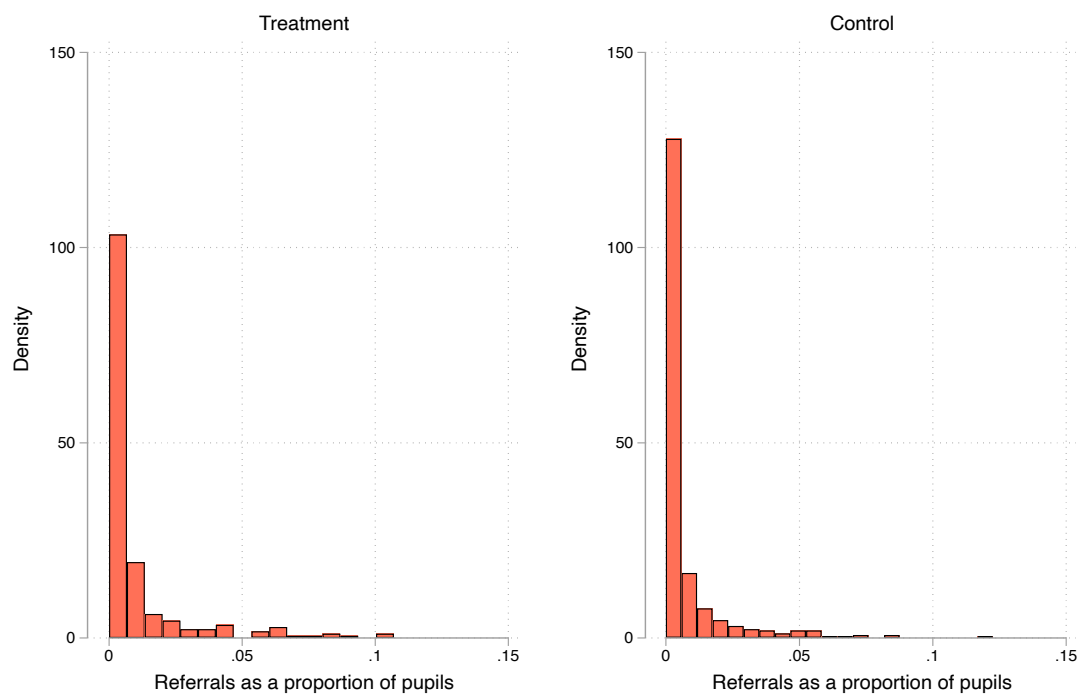 Treatment
150
100
50
0
Density
0 .05 .1 .15
Referrals as a proportion of pupils
Control
150
100
50
0
Density
0 .05 .1 .15
Referrals as a proportion of pupils